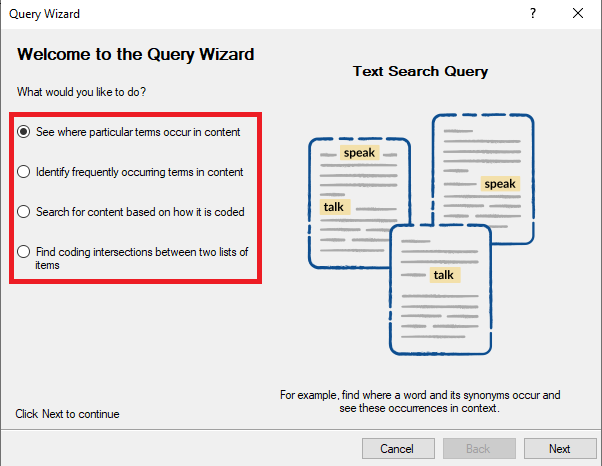 Query Wizard
?
Welcome to the Query Wizard
What would you like to do?
See where particular terms occur in content
Identify frequently occurring terms in content
Search for content based on how it is coded
Find coding intersections between two lists of
items
Click Next to continue
Text Search Query
speak
speak
talk
talk
For example, find where a word and its synonyms occur and
see these occurrences in context.
Cancel
Back
Next